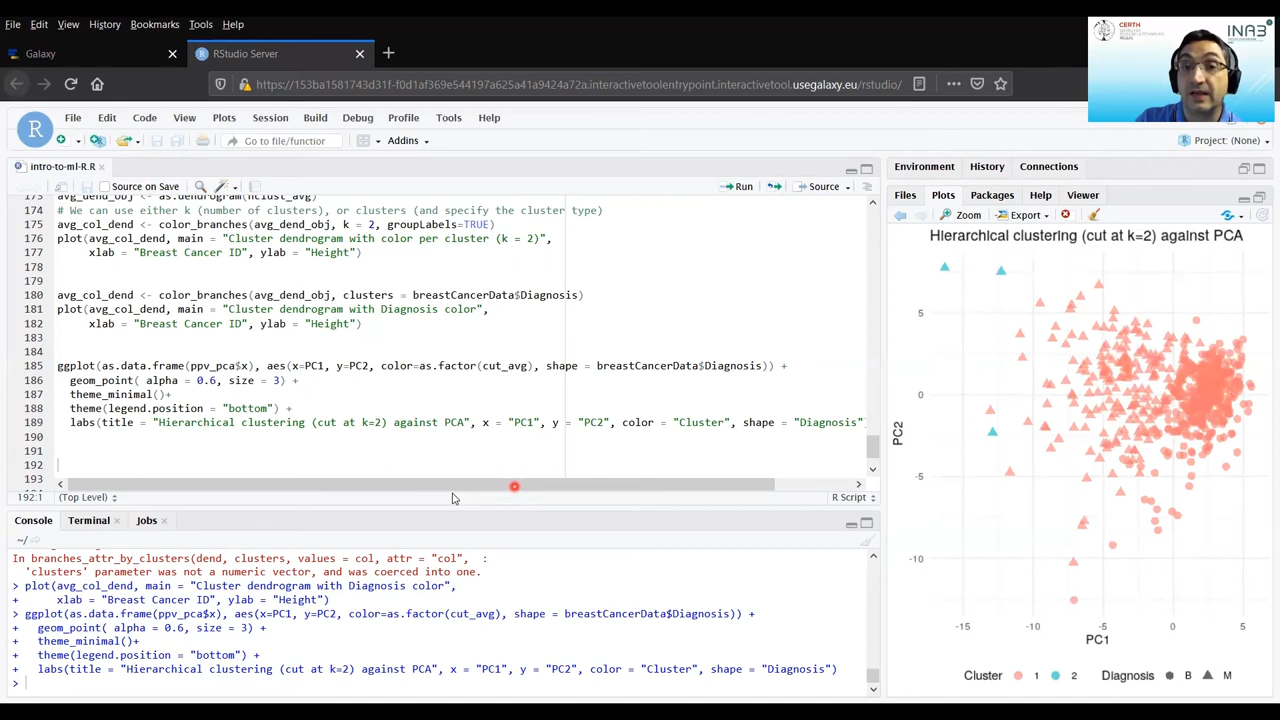 File Edit View History Bookmarks Tools Help
Galaxy
RStudio Server
https://153ba1581743d31f-f0d1af369e544197a625a41a9424a72a.interactivetoolentrypoint.interactivetool.usegalaxy.eu/rstudio/
CERTH
INAB
File Edit Code View Plots Session Build Debug Profile Tools Help
Go to file/function
Addins
Project: (None)
intro-to-ml-R.R
Source on Save
Run
Source
173 avg_dend_obj <- as.dendrogram(hclust_avg)
174 # We can use either k (number of clusters), or clusters (and specify the cluster type)
175 avg_col_dend <- color_branches(avg_dend_obj, k = 2, groupLabels=TRUE)
176 plot(avg_col_dend, main = "Cluster dendrogram with color per cluster (k = 2)",
177 xlab = "Breast Cancer ID", ylab = "Height")
178
179
180 avg_col_dend <- color_branches(avg_dend_obj, clusters = breastCancerData$Diagnosis)
181 plot(avg_col_dend, main = "Cluster dendrogram with Diagnosis color",
182 xlab = "Breast Cancer ID", ylab = "Height")
183
184
185 ggplot(as.data.frame(ppv_pca$x), aes(x=PC1, y=PC2, color=as.factor(cut_avg), shape = breastCancerData$Diagnosis)) +
186 geom_point( alpha = 0.6, size = 3) +
187 theme_minimal()+
188 theme(legend.position = "bottom") +
189 labs(title = "Hierarchical clustering (cut at k=2) against PCA", x = "PC1", y = "PC2", color = "Cluster", shape = "Diagnosis"
190
191
192
193
192:1 (Top Level)
R Script
Console Terminal Jobs
~/
In branches_attr_by_clusters(dend, clusters, values = col, attr = "col", :
'clusters' parameter was not a numeric vector, and was coerced into one.
> plot(avg_col_dend, main = "Cluster dendrogram with Diagnosis color",
+ xlab = "Breast Cancer ID", ylab = "Height")
> ggplot(as.data.frame(ppv_pca$x), aes(x=PC1, y=PC2, color=as.factor(cut_avg), shape = breastCancerData$Diagnosis)) +
+ geom_point( alpha = 0.6, size = 3) +
+ theme_minimal()+
+ theme(legend.position = "bottom") +
+ labs(title = "Hierarchical clustering (cut at k=2) against PCA", x = "PC1", y = "PC2", color = "Cluster", shape = "Diagnosis")
>
Environment History Connections
Files Plots Packages Help Viewer
Zoom Export
Hierarchical clustering (cut at k=2) against PCA
5
0
-5
-10
PC2
-15 -10 -5 0 5
PC1
Cluster 1 2 Diagnosis B M